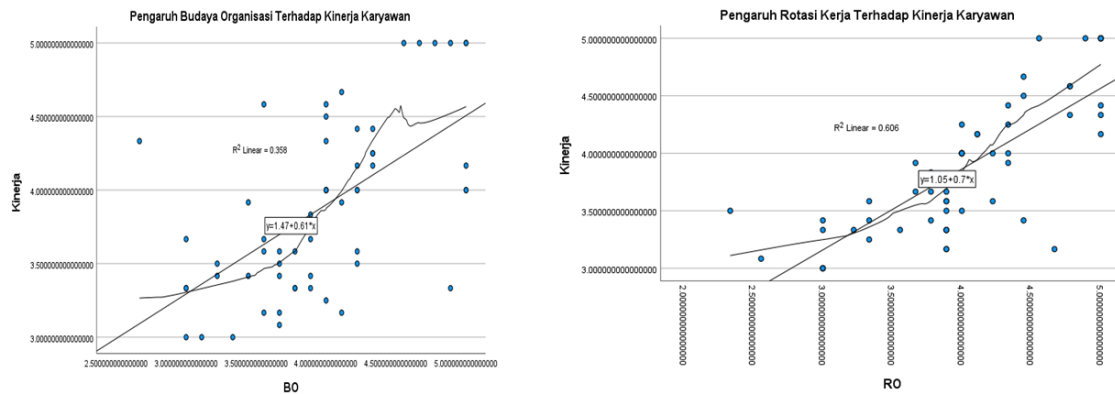 Pengaruh Budaya Organisasi Terhadap Kinerja Karyawan
5.000000000000000
4.500000000000000
4.000000000000000
3.500000000000000
3.000000000000000
Kinerja
R² Linear = 0.358
y=1.47+0.61*x
2.500000000000000
3.000000000000000
3.500000000000000
4.000000000000000
4.500000000000000
5.000000000000000
BO
Pengaruh Rotasi Kerja Terhadap Kinerja Karyawan
5.000000000000000
4.500000000000000
4.000000000000000
3.500000000000000
3.000000000000000
Kinerja
R² Linear = 0.606
y=1.05+0.7*x
2.000000000000000
2.500000000000000
3.000000000000000
3.500000000000000
4.000000000000000
4.500000000000000
5.000000000000000
RO